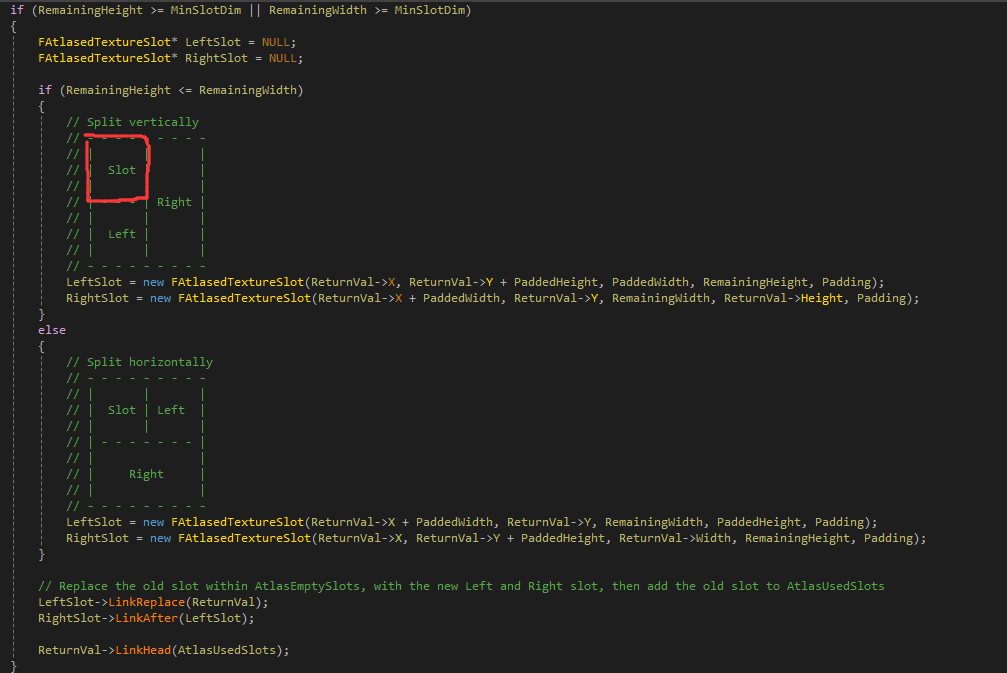 if (RemainingHeight >= MinSlotDim || RemainingWidth >= MinSlotDim)
{
    FAtlasedTextureSlot* LeftSlot = NULL;
    FAtlasedTextureSlot* RightSlot = NULL;

    if (RemainingHeight <= RemainingWidth)
    {
        // Split vertically
        // - - - - - - - - -
        // |       |       |
        // |  Slot |       |
        // |       |       |
        // | - - - | Right |
        // |       |       |
        // |  Left |       |
        // |       |       |
        // - - - - - - - - -
        LeftSlot = new FAtlasedTextureSlot(ReturnVal->X, ReturnVal->Y + PaddedHeight, PaddedWidth, RemainingHeight, Padding);
        RightSlot = new FAtlasedTextureSlot(ReturnVal->X + PaddedWidth, ReturnVal->Y, RemainingWidth, ReturnVal->Height, Padding);
    }
    else
    {
        // Split horizontally
        // - - - - - - - - -
        // |       |       |
        // |  Slot | Left  |
        // |       |       |
        // | - - - - - - - |
        // |               |
        // |     Right     |
        // |               |
        // - - - - - - - - -
        LeftSlot = new FAtlasedTextureSlot(ReturnVal->X + PaddedWidth, ReturnVal->Y, RemainingWidth, PaddedHeight, Padding);
        RightSlot = new FAtlasedTextureSlot(ReturnVal->X, ReturnVal->Y + PaddedHeight, ReturnVal->Width, RemainingHeight, Padding);
    }

    // Replace the old slot within AtlasEmptySlots, with the new Left and Right slot, then add the old slot to AtlasUsedSlots
    LeftSlot->LinkReplace(ReturnVal);
    RightSlot->LinkAfter(LeftSlot);

    ReturnVal->LinkHead(AtlasUsedSlots);
}